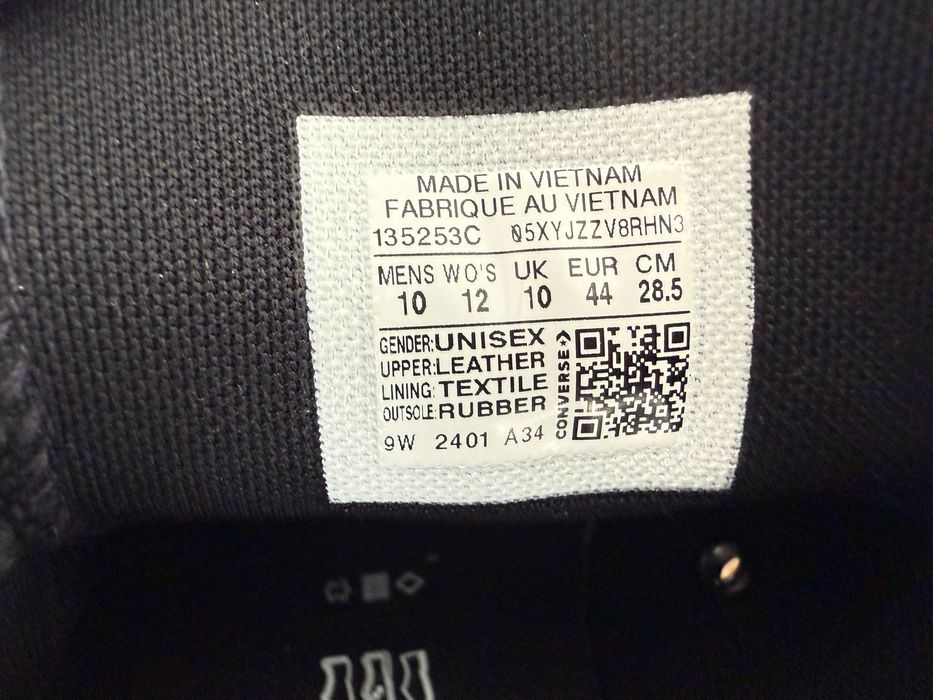 MADE IN VIETNAM
FABRIQUE AU VIETNAM
135253C 05XYJZZV8RHN3
MENS WO'S UK EUR CM
10 12 10 44 28.5
GENDER:UNISEX
UPPER:LEATHER
LINING:TEXTILE
OUTSOLE:RUBBER
CONVERSE
9W 2401 A34